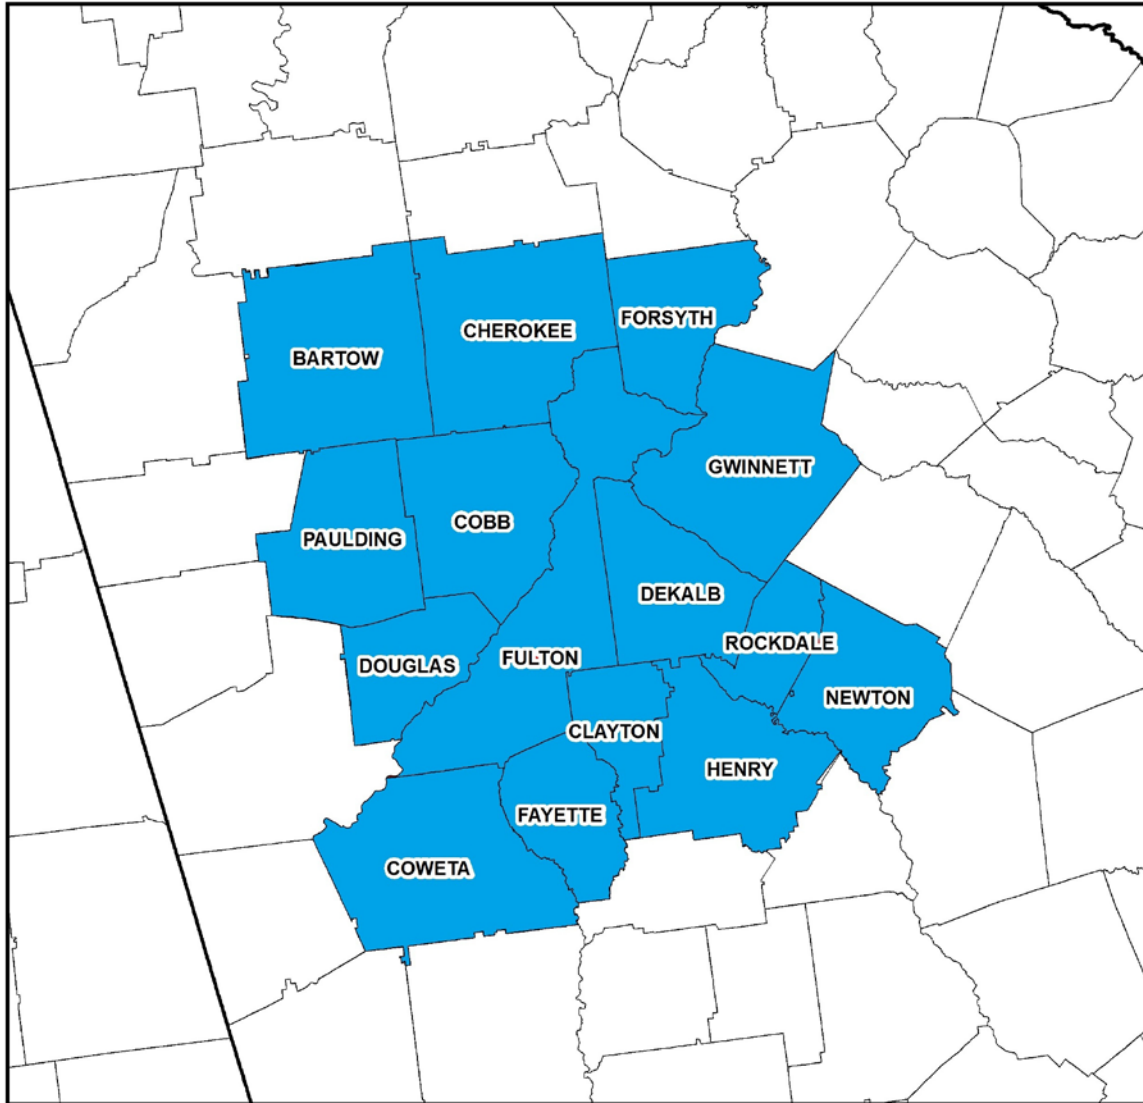 FORSYTH
CHEROKEE
BARTOW
GWINNETT
COBB
PAULDING
DEKALB
ROCKDALE
FULTON
DOUGLAS
NEWTON
CLAYTON
HENRY
FAYETTE
COWETA